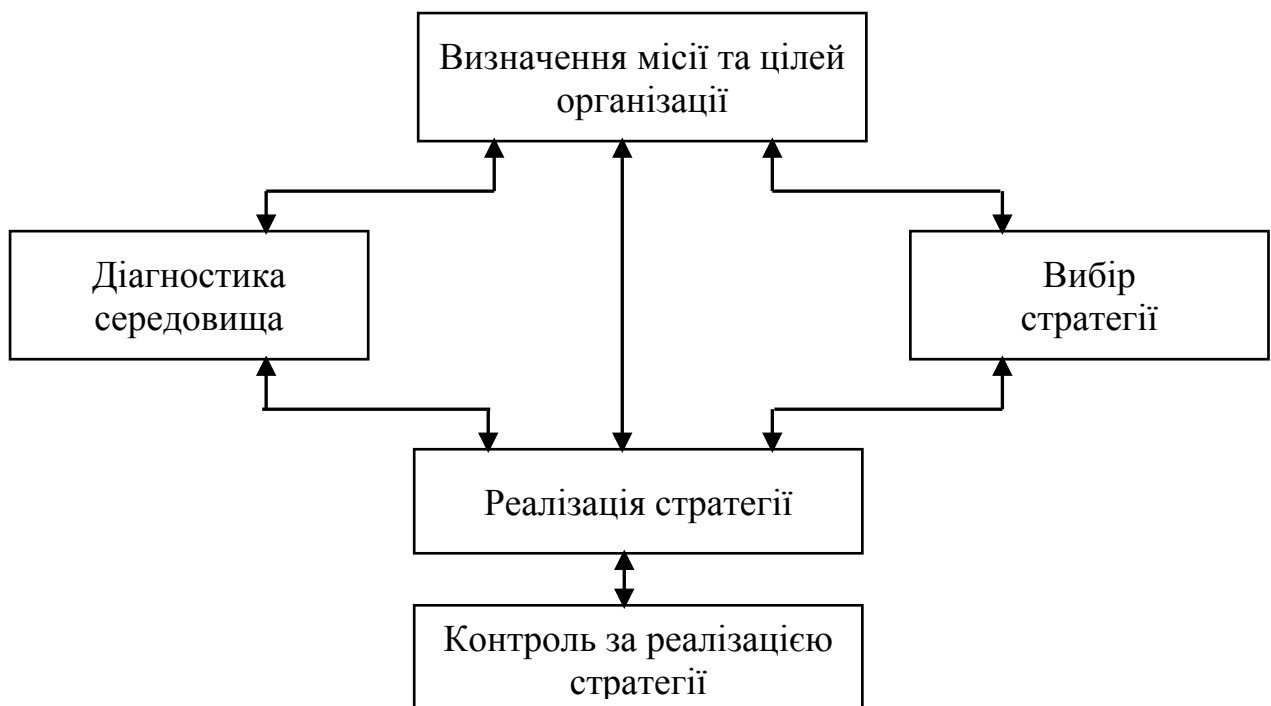 Визначення місії та цілей
організації
Діагностика
середовища
Вибір
стратегії
Реалізація стратегії
Контроль за реалізацією
стратегії